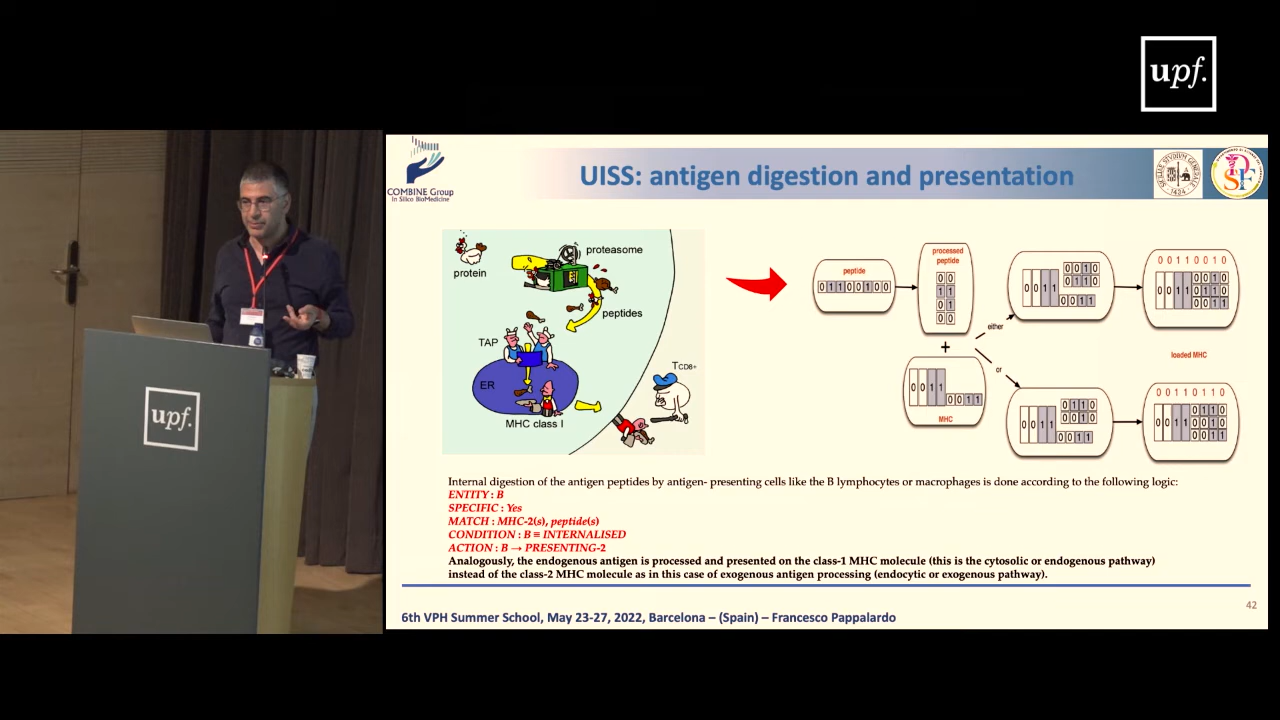 upf.
COMBINE Group
In Silico BioMedicine
UISS: antigen digestion and presentation
protein
proteasome
peptides
TAP
ER
MHC class I
TCD8+
peptide
0 1 1 0 0 1 0 0
processed
peptide
0 0
1 1
0 1
0 0
+
0 0 1 1
0 0 1 1
MHC
either
or
0 0 1 1
0 0 1 0
0 1 1 0
0 0 1 1
0 0 1 1
0 1 1 0
0 0 1 0
0 0 1 1
0 0 1 1 0 0 1 0
0 0 1 1
0 0 1 0
0 1 1 0
0 0 1 1
loaded MHC
0 0 1 1 0 1 1 0
0 0 1 1
0 1 1 0
0 0 1 0
0 0 1 1
Internal digestion of the antigen peptides by antigen- presenting cells like the B lymphocytes or macrophages is done according to the following logic:
ENTITY : B
SPECIFIC : Yes
MATCH : MHC-2(s), peptide(s)
CONDITION : B ≡ INTERNALISED
ACTION : B → PRESENTING-2
Analogously, the endogenous antigen is processed and presented on the class-1 MHC molecule (this is the cytosolic or endogenous pathway)
instead of the class-2 MHC molecule as in this case of exogenous antigen processing (endocytic or exogenous pathway).
42
6th VPH Summer School, May 23-27, 2022, Barcelona – (Spain) – Francesco Pappalardo
upf.